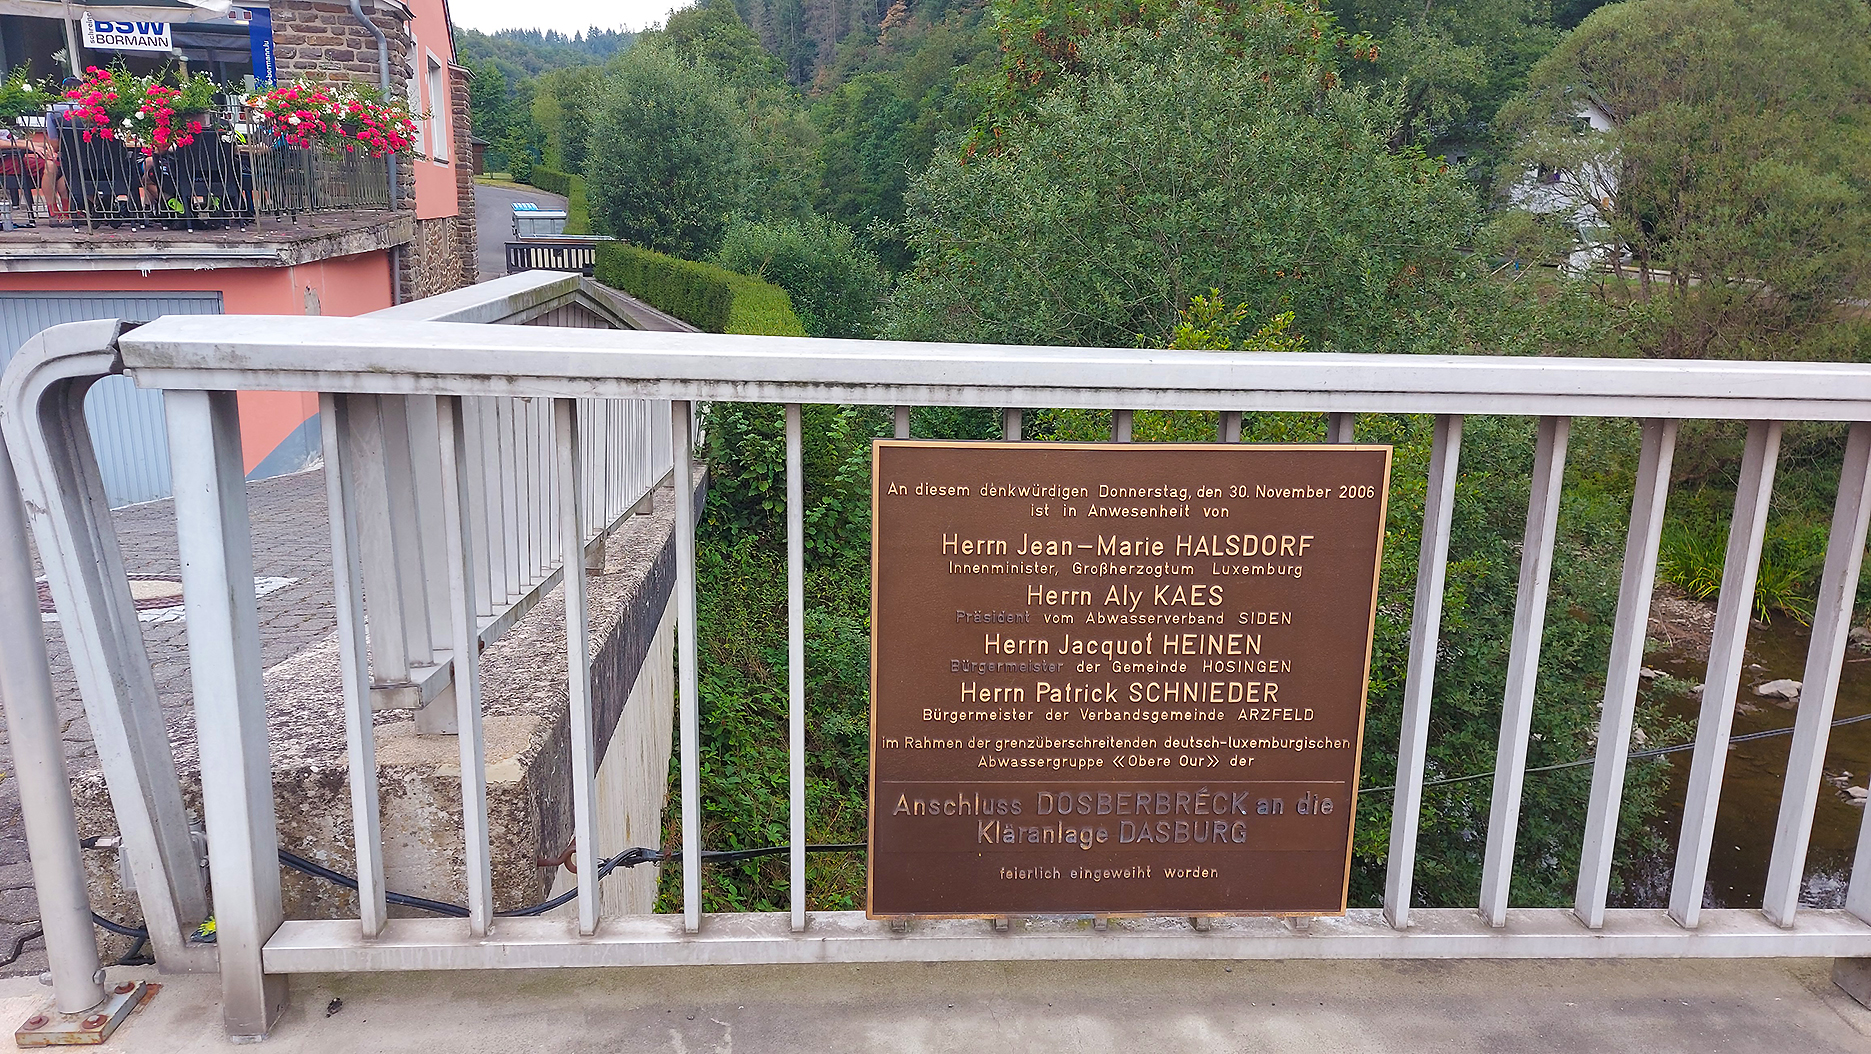 schreinerei
BSW
BORMANN
bormann.lu
An diesem denkwürdigen Donnerstag, den 30. November 2006
ist in Anwesenheit von
Herrn Jean-Marie HALSDORF
Innenminister, Großherzogtum Luxemburg
Herrn Aly KAES
Präsident vom Abwasserverband SIDEN
Herrn Jacquot HEINEN
Bürgermeister der Gemeinde HOSINGEN
Herrn Patrick SCHNIEDER
Bürgermeister der Verbandsgemeinde ARZFELD
im Rahmen der grenzüberschreitenden deutsch-luxemburgischen
Abwassergruppe «Obere Our» der
Anschluss DOSBERBRÉCK an die
Kläranlage DASBURG
feierlich eingeweiht worden